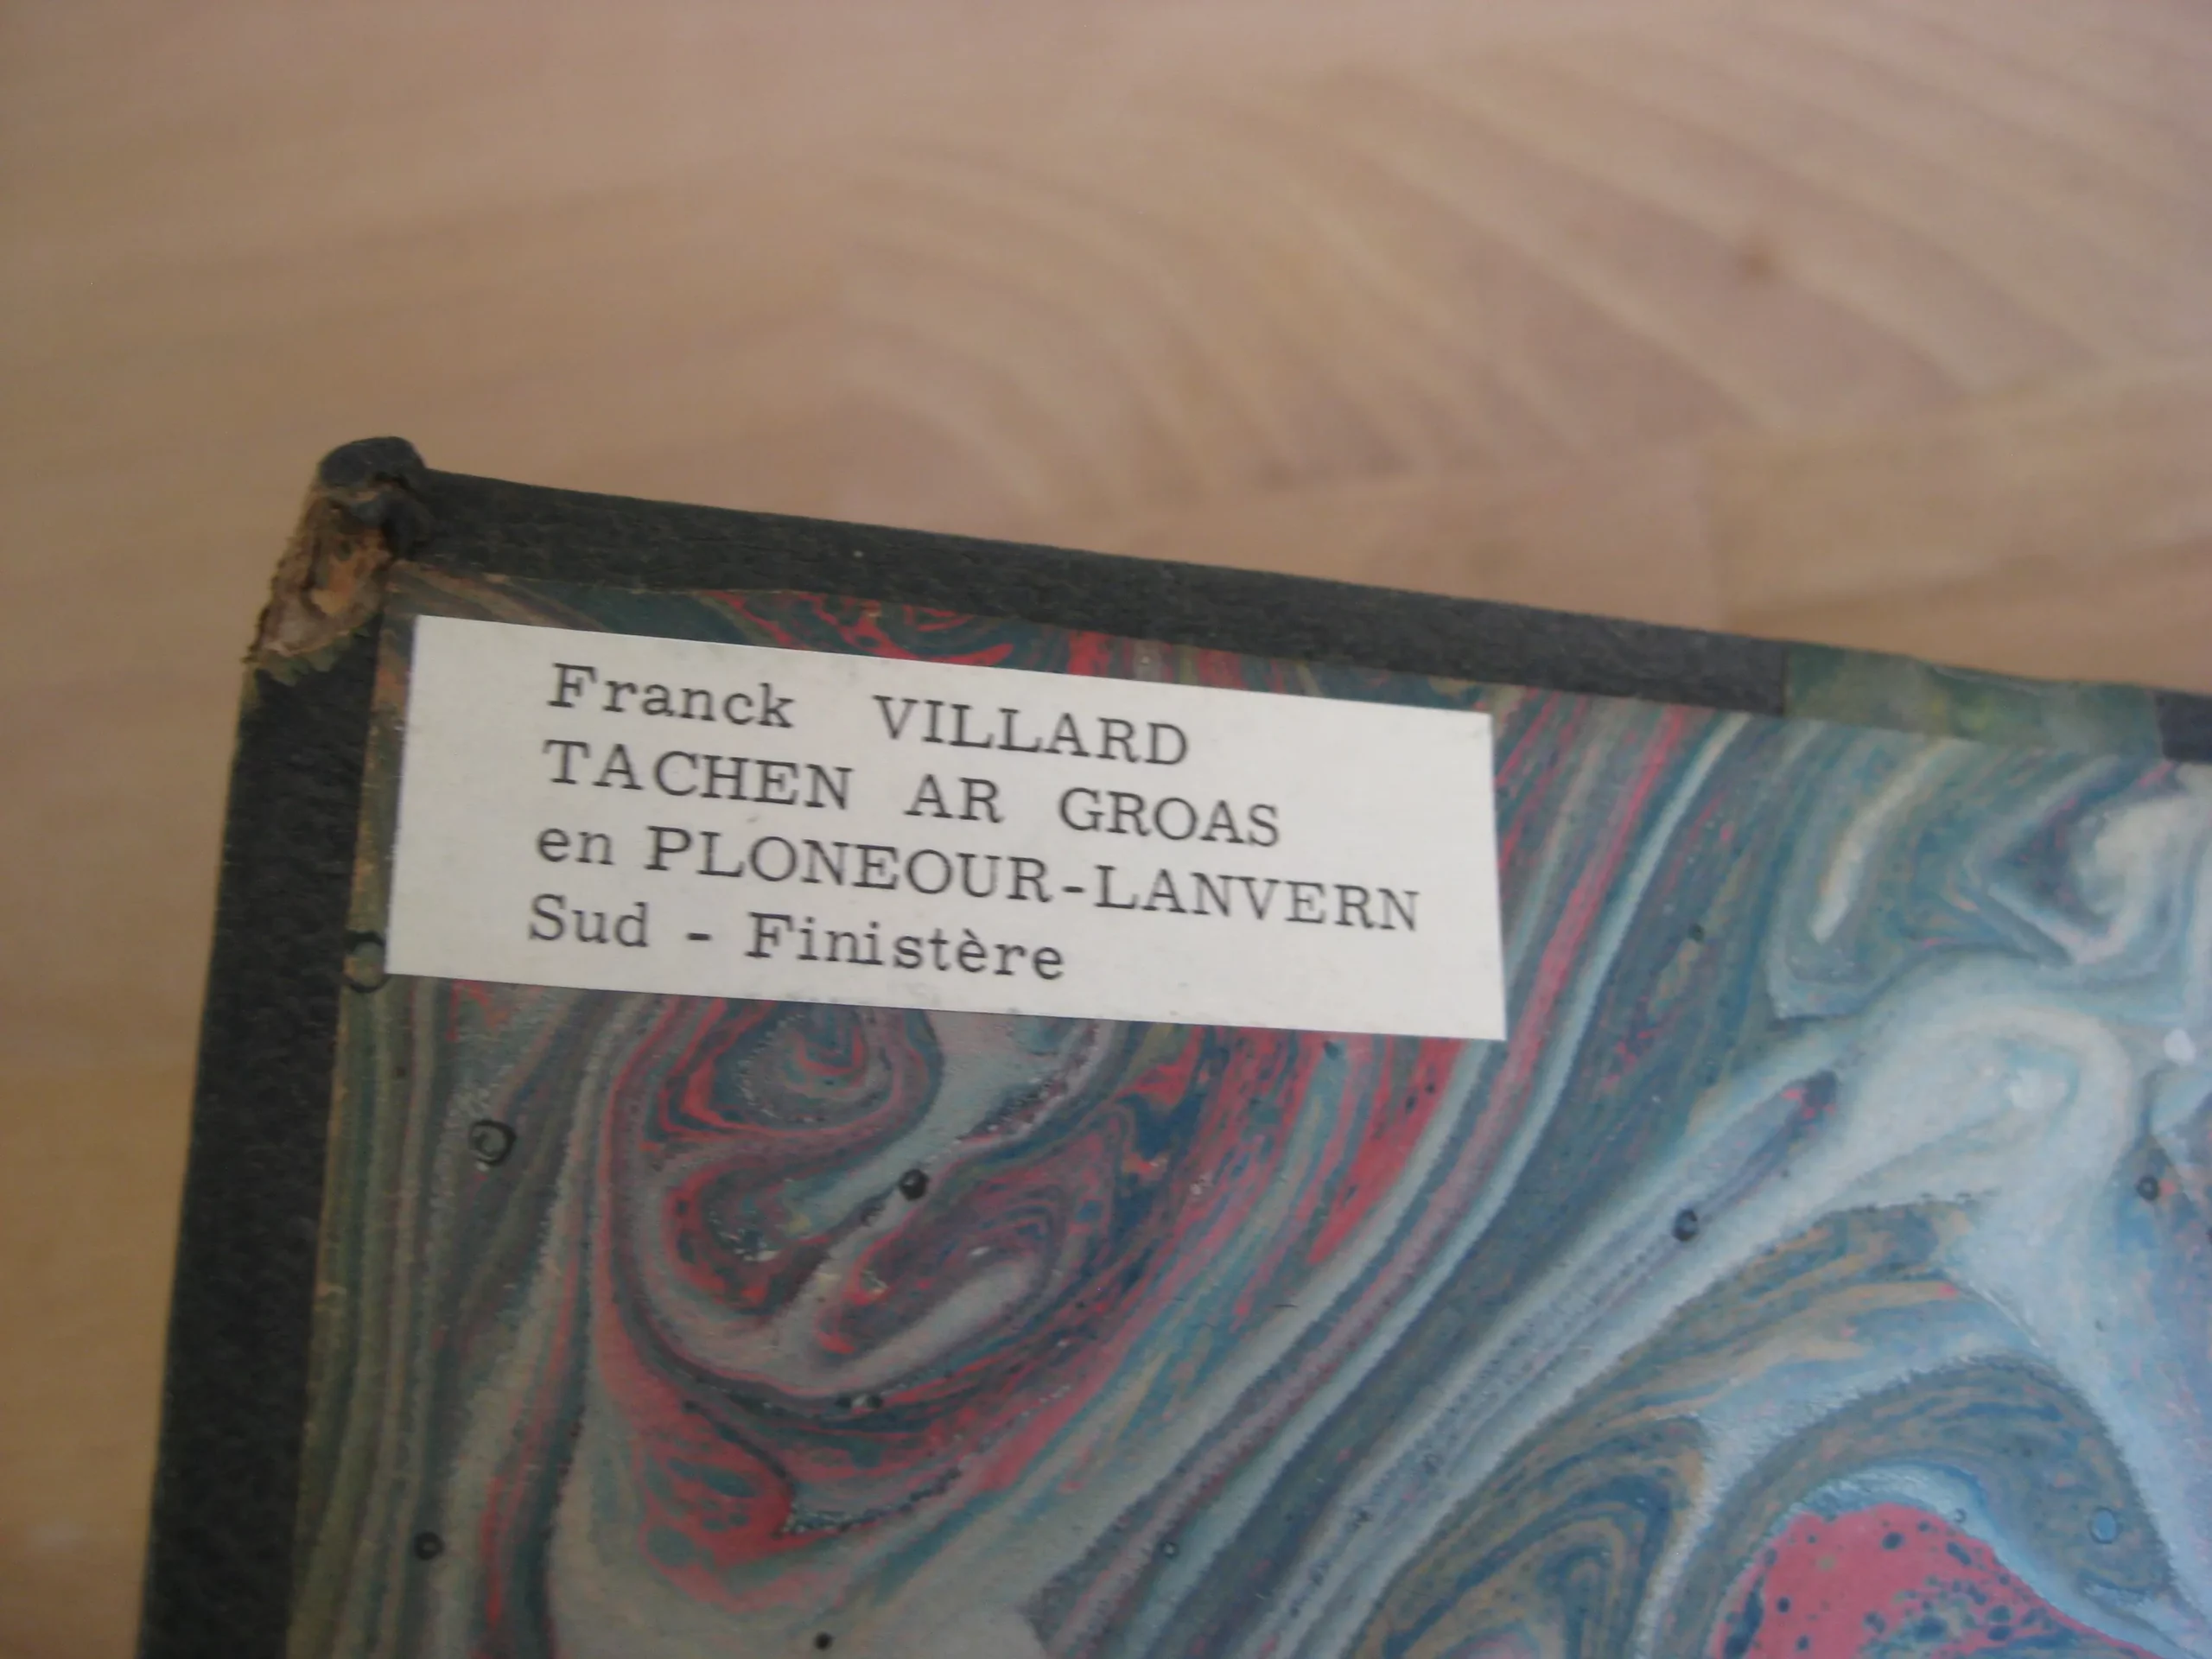 Franck VILLARD
TACHEN AR GROAS
en PLONEOUR-LANVERN
Sud - Finistère